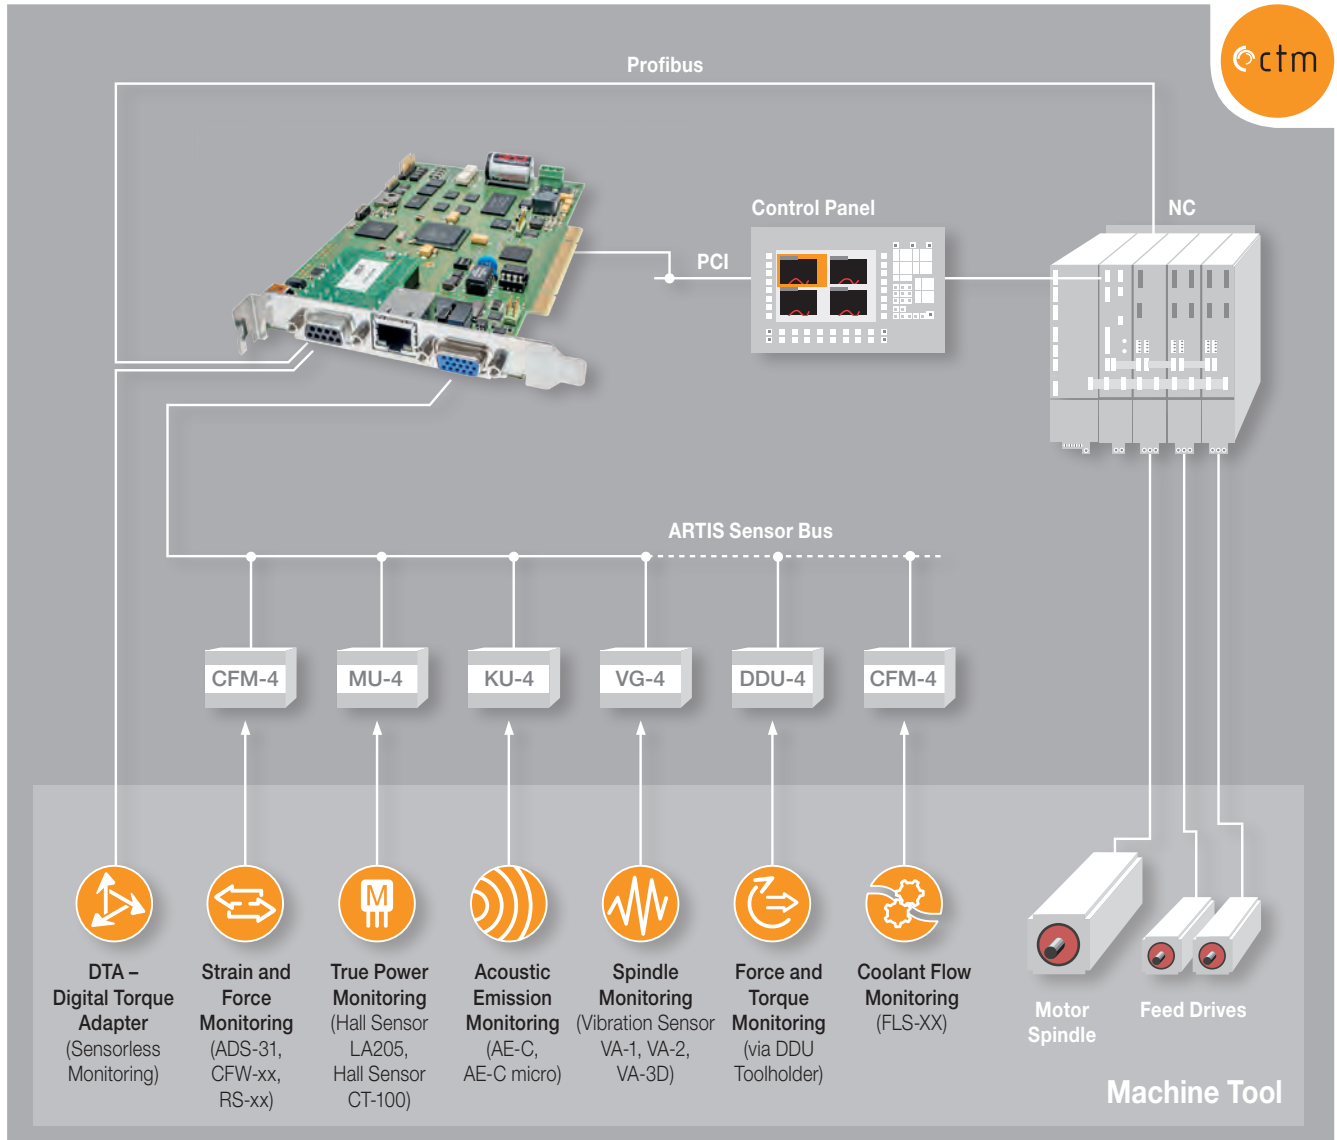 ctm
Profibus
Control Panel
NC
PCI
ARTIS Sensor Bus
CFM-4
MU-4
KU-4
VG-4
DDU-4
CFM-4
M
DTA –
Digital Torque
Adapter
(Sensorless
Monitoring)
Strain and
Force
Monitoring
(ADS-31,
CFW-xx,
RS-xx)
True Power
Monitoring
(Hall Sensor
LA205,
Hall Sensor
CT-100)
Acoustic
Emission
Monitoring
(AE-C,
AE-C micro)
Spindle
Monitoring
(Vibration Sensor
VA-1, VA-2,
VA-3D)
Force and
Torque
Monitoring
(via DDU
Toolholder)
Coolant Flow
Monitoring
(FLS-XX)
Motor
Spindle
Feed Drives
Machine Tool